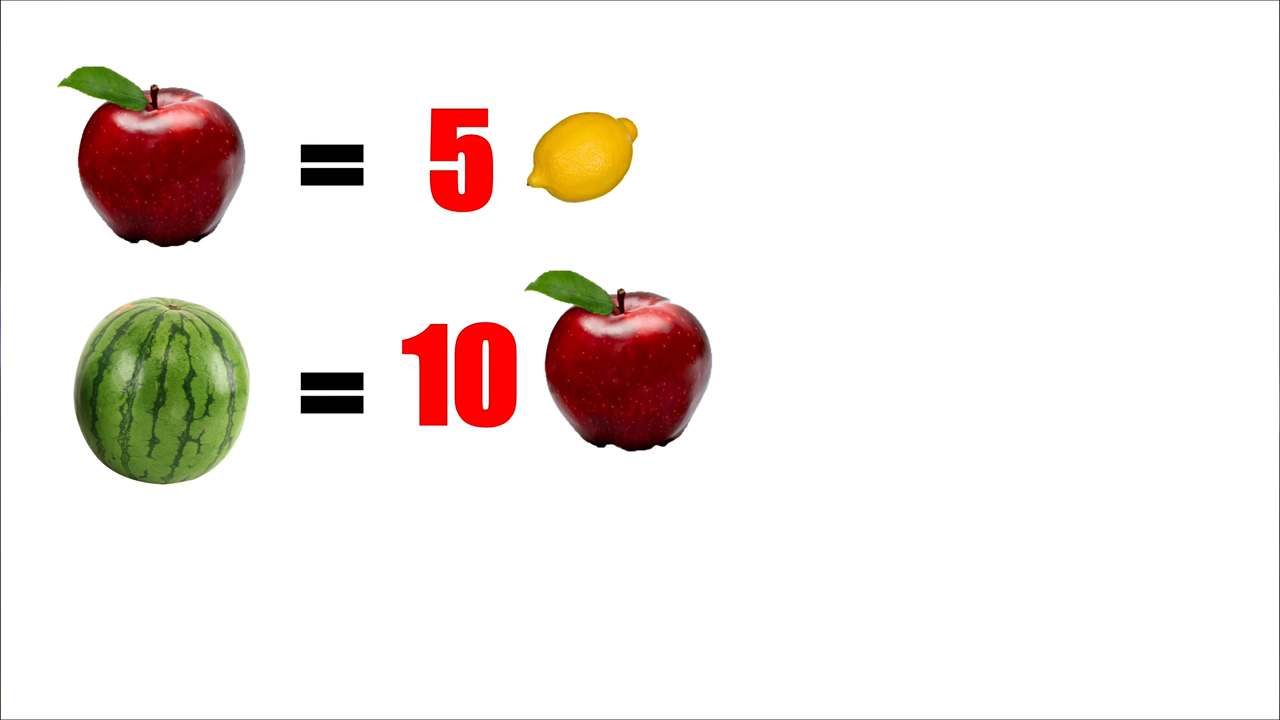 = 5
= 10